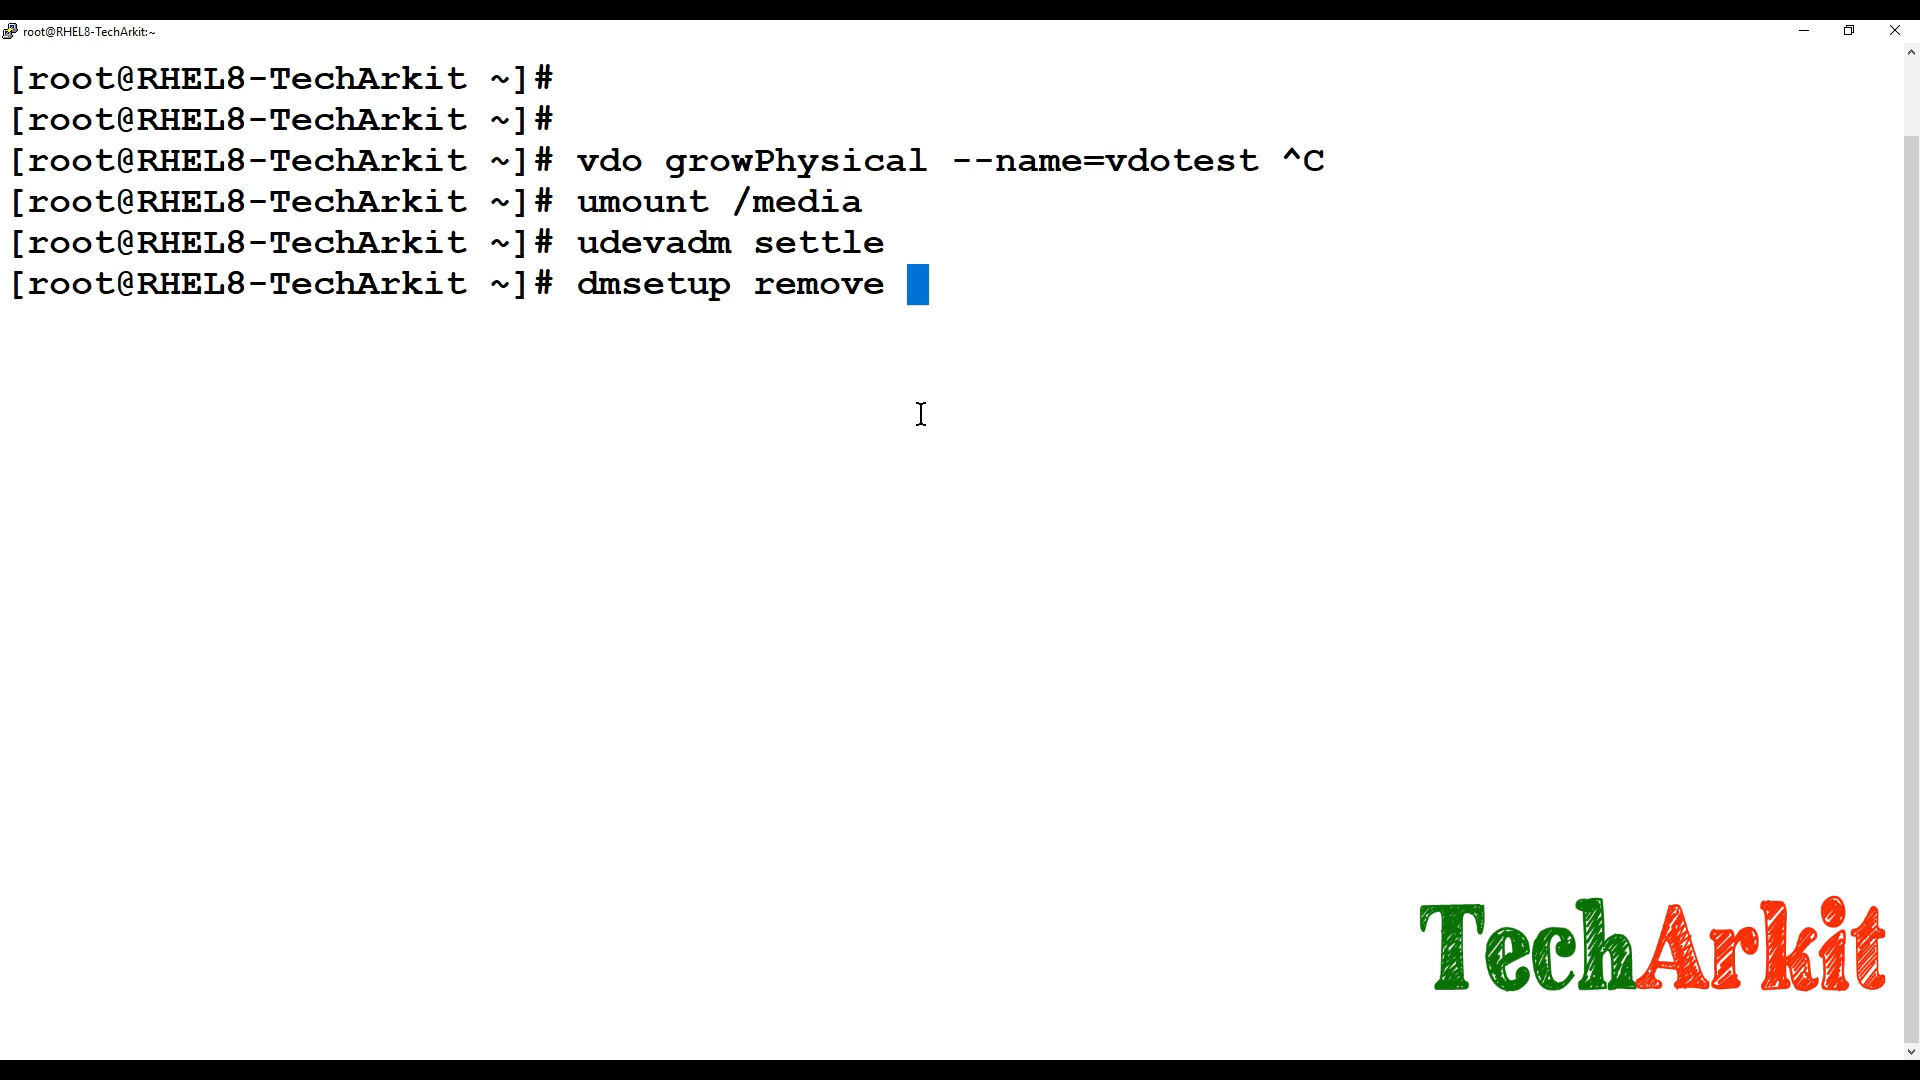 root@RHEL8-TechArkit:~
[root@RHEL8-TechArkit ~]#
[root@RHEL8-TechArkit ~]#
[root@RHEL8-TechArkit ~]# vdo growPhysical --name=vdotest ^C
[root@RHEL8-TechArkit ~]# umount /media
[root@RHEL8-TechArkit ~]# udevadm settle
[root@RHEL8-TechArkit ~]# dmsetup remove
TechArkit